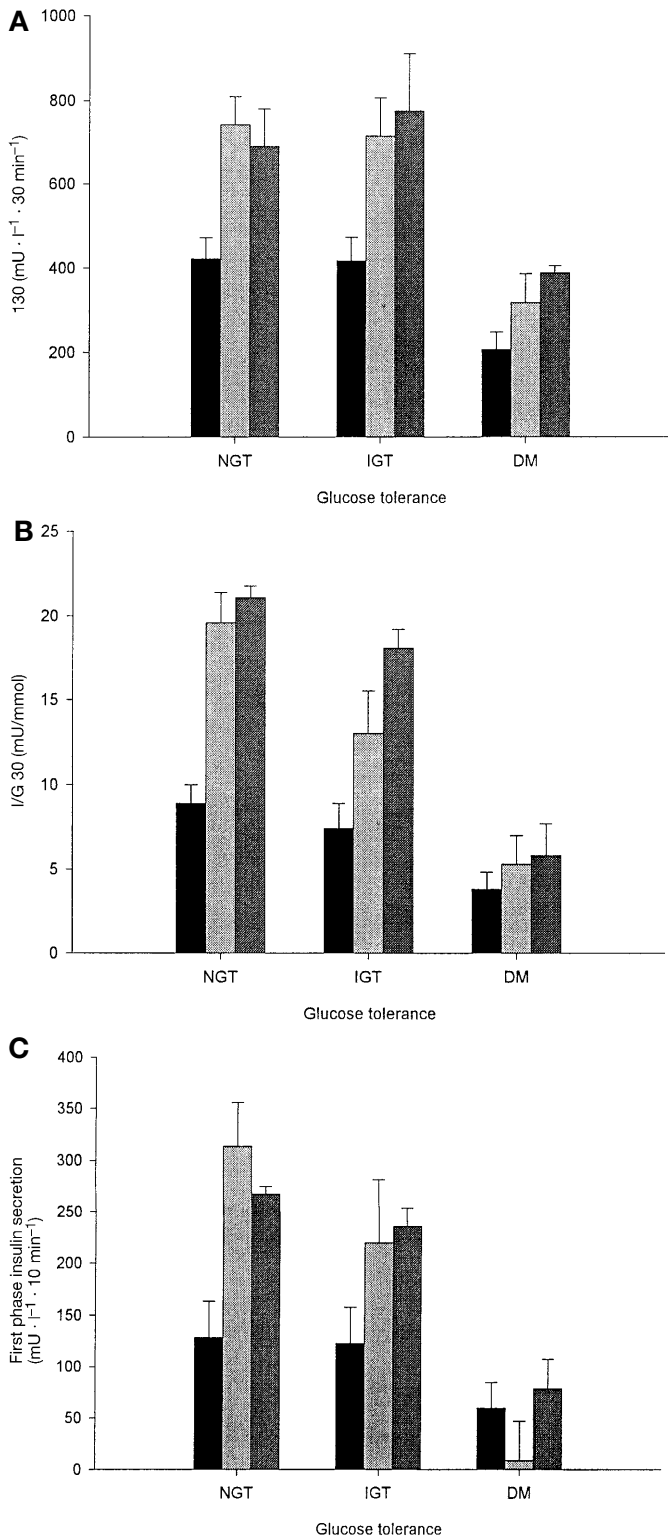 A
1000
800
600
400
200
0
130 (mU · l⁻¹ · 30 min⁻¹)
NGT IGT DM
Glucose tolerance
B
25
20
15
10
5
0
I/G 30 (mU/mmol)
NGT IGT DM
Glucose tolerance
C
400
350
300
250
200
150
100
50
0
First phase insulin secretion
(mU · l⁻¹ · 10 min⁻¹)
NGT IGT DM
Glucose tolerance